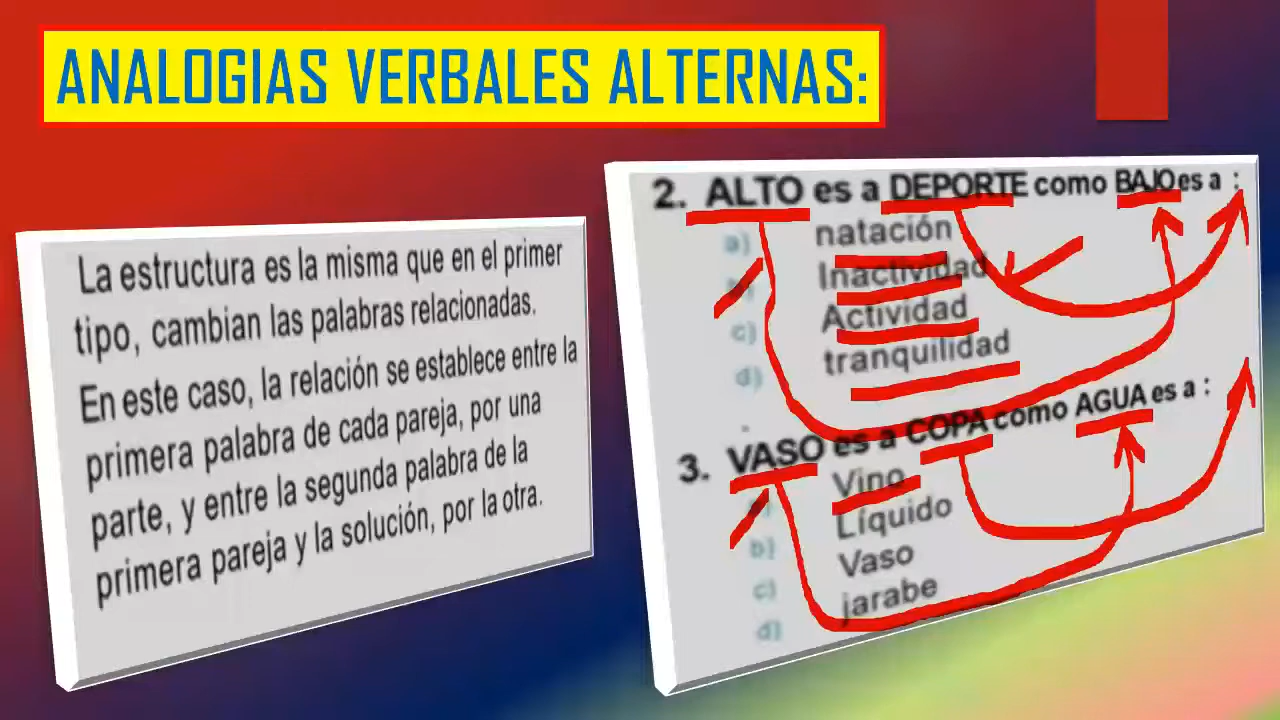 ANALOGIAS VERBALES ALTERNAS:
La estructura es la misma que en el primer
tipo, cambian las palabras relacionadas.
En este caso, la relación se establece entre la
primera palabra de cada pareja, por una
parte, y entre la segunda palabra de la
primera pareja y la solución, por la otra.
2. ALTO es a DEPORTE como BAJO es a :
a) natación
b) Inactividad
c) Actividad
d) tranquilidad
3. VASO es a COPA como AGUA es a :
a) Vino
b) Líquido
c) Vaso
d) jarabe